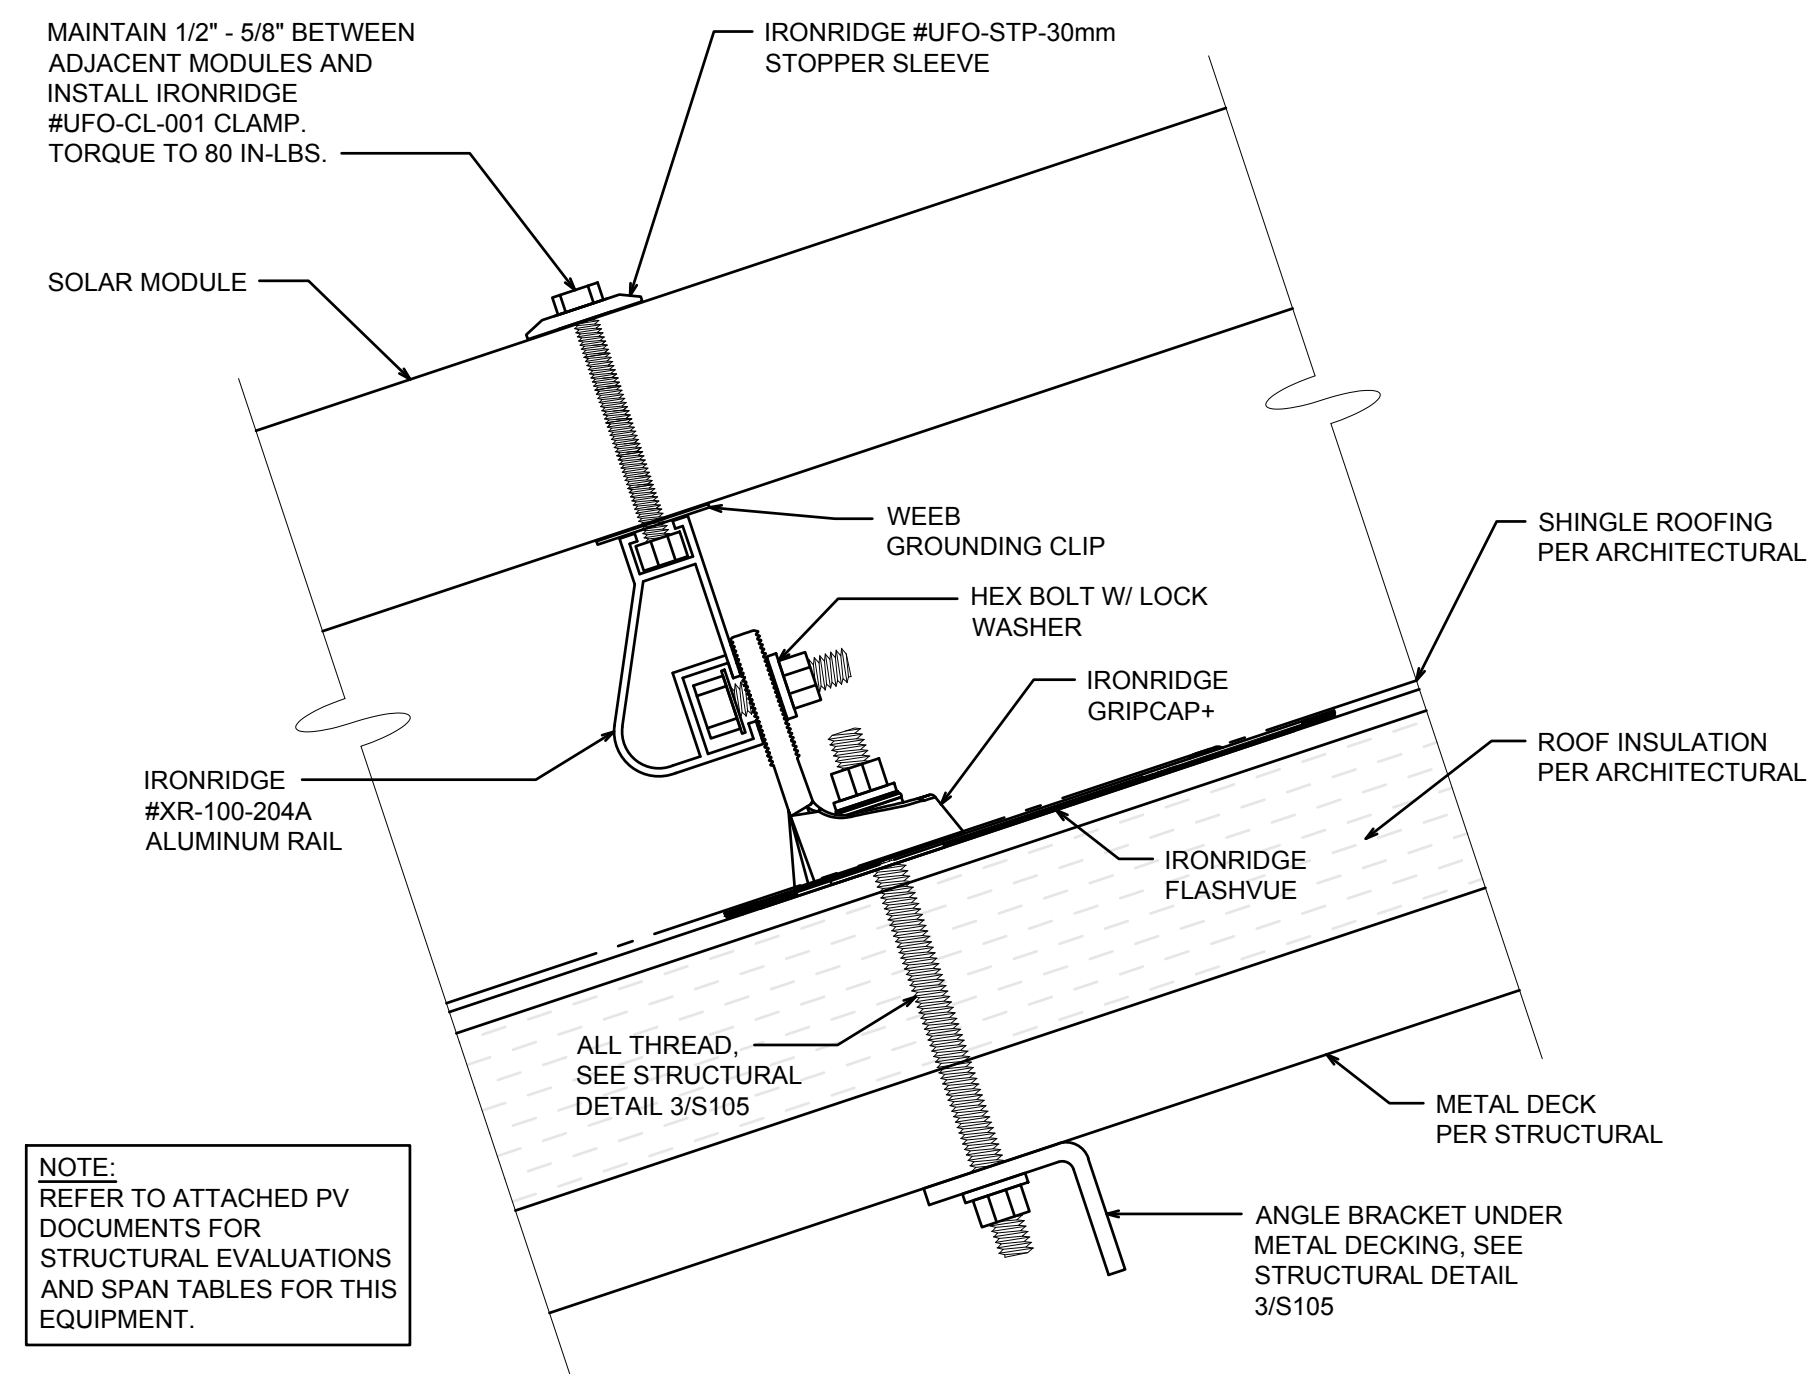 MAINTAIN 1/2" - 5/8" BETWEEN
ADJACENT MODULES AND
INSTALL IRONRIDGE
#UFO-CL-001 CLAMP.
TORQUE TO 80 IN-LBS.
IRONRIDGE #UFO-STP-30mm
STOPPER SLEEVE
SOLAR MODULE
WEEB
GROUNDING CLIP
SHINGLE ROOFING
PER ARCHITECTURAL
HEX BOLT W/ LOCK
WASHER
IRONRIDGE
GRIPCAP+
ROOF INSULATION
PER ARCHITECTURAL
IRONRIDGE
#XR-100-204A
ALUMINUM RAIL
IRONRIDGE
FLASHVUE
ALL THREAD,
SEE STRUCTURAL
DETAIL 3/S105
METAL DECK
PER STRUCTURAL
NOTE:
REFER TO ATTACHED PV
DOCUMENTS FOR
STRUCTURAL EVALUATIONS
AND SPAN TABLES FOR THIS
EQUIPMENT.
ANGLE BRACKET UNDER
METAL DECKING, SEE
STRUCTURAL DETAIL
3/S105